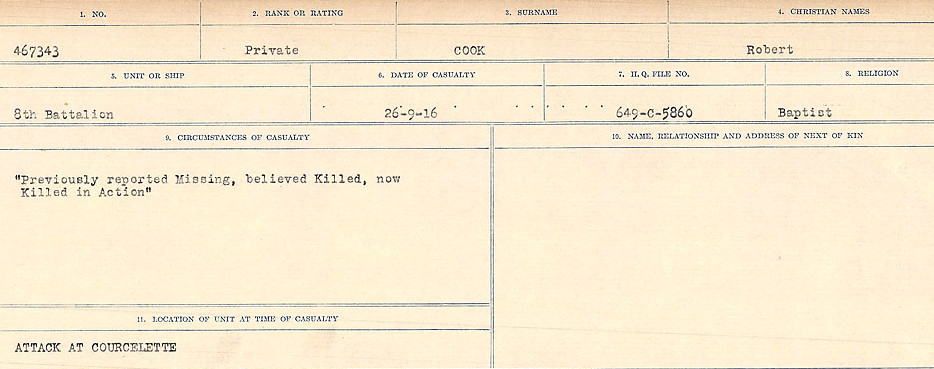 1. NO. 2. RANK OR RATING 3. SURNAME 4. CHRISTIAN NAMES
467343 Private COOK Robert
5. UNIT OR SHIP 6. DATE OF CASUALTY 7. H. Q. FILE NO. 8. RELIGION
8th Battalion 26-9-16 649-C-5860 Baptist
9. CIRCUMSTANCES OF CASUALTY 10. NAME, RELATIONSHIP AND ADDRESS OF NEXT OF KIN
"Previously reported Missing, believed Killed, now
Killed in Action"
11. LOCATION OF UNIT AT TIME OF CASUALTY
ATTACK AT COURCELETTE